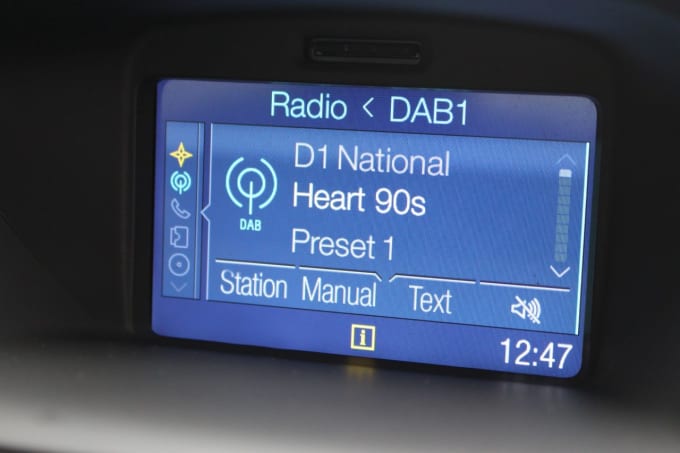 Radio < DAB1
D1 National
Heart 90s
DAB
Preset 1
Station Manual Text
i
12:47